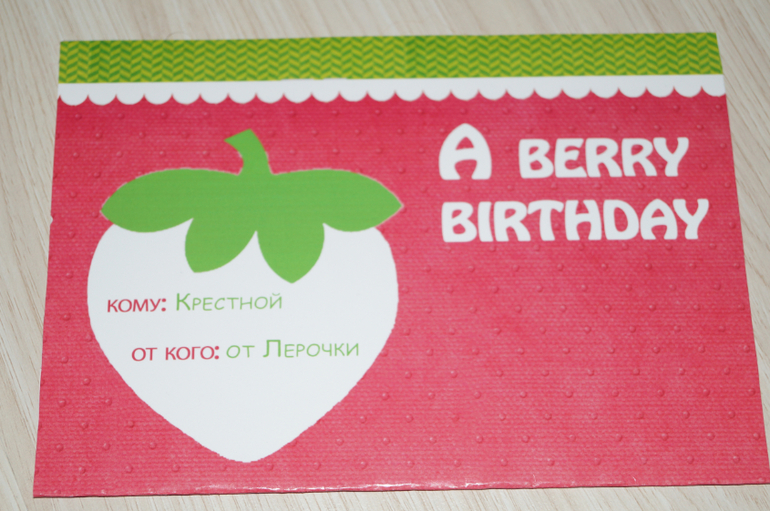 A BERRY
BIRTHDAY
КОМУ: КРЕСТНОЙ
ОТ КОГО: ОТ ЛЕРОЧКИ